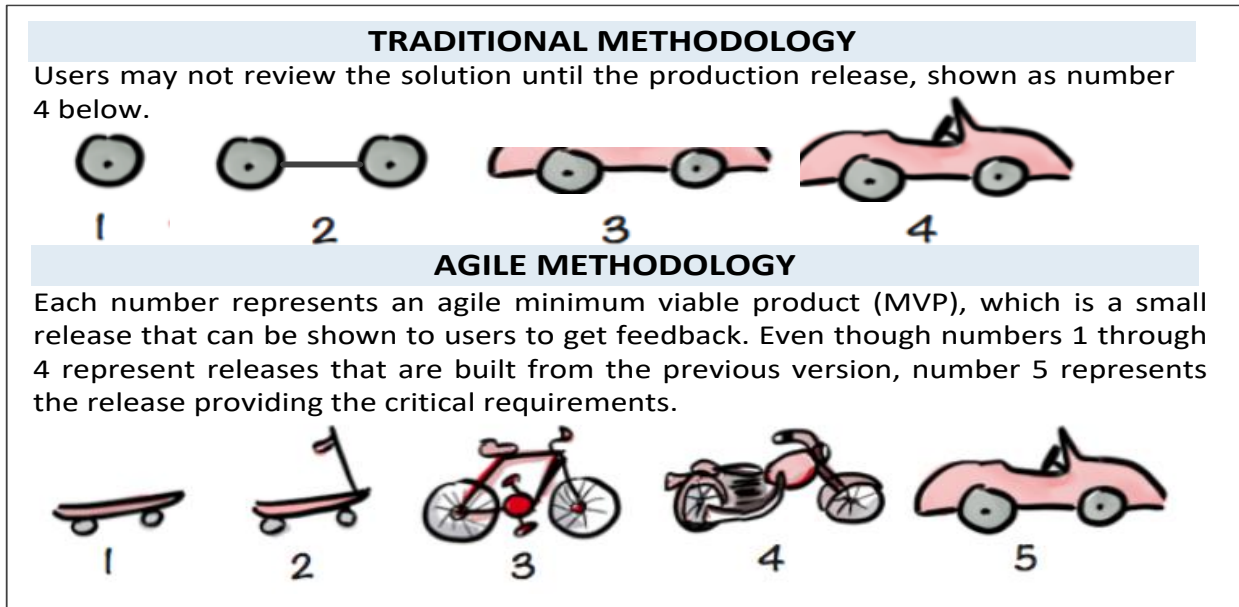 TRADITIONAL METHODOLOGY
Users may not review the solution until the production release, shown as number
4 below.
1 2 3 4
AGILE METHODOLOGY
Each number represents an agile minimum viable product (MVP), which is a small
release that can be shown to users to get feedback. Even though numbers 1 through
4 represent releases that are built from the previous version, number 5 represents
the release providing the critical requirements.
1 2 3 4 5